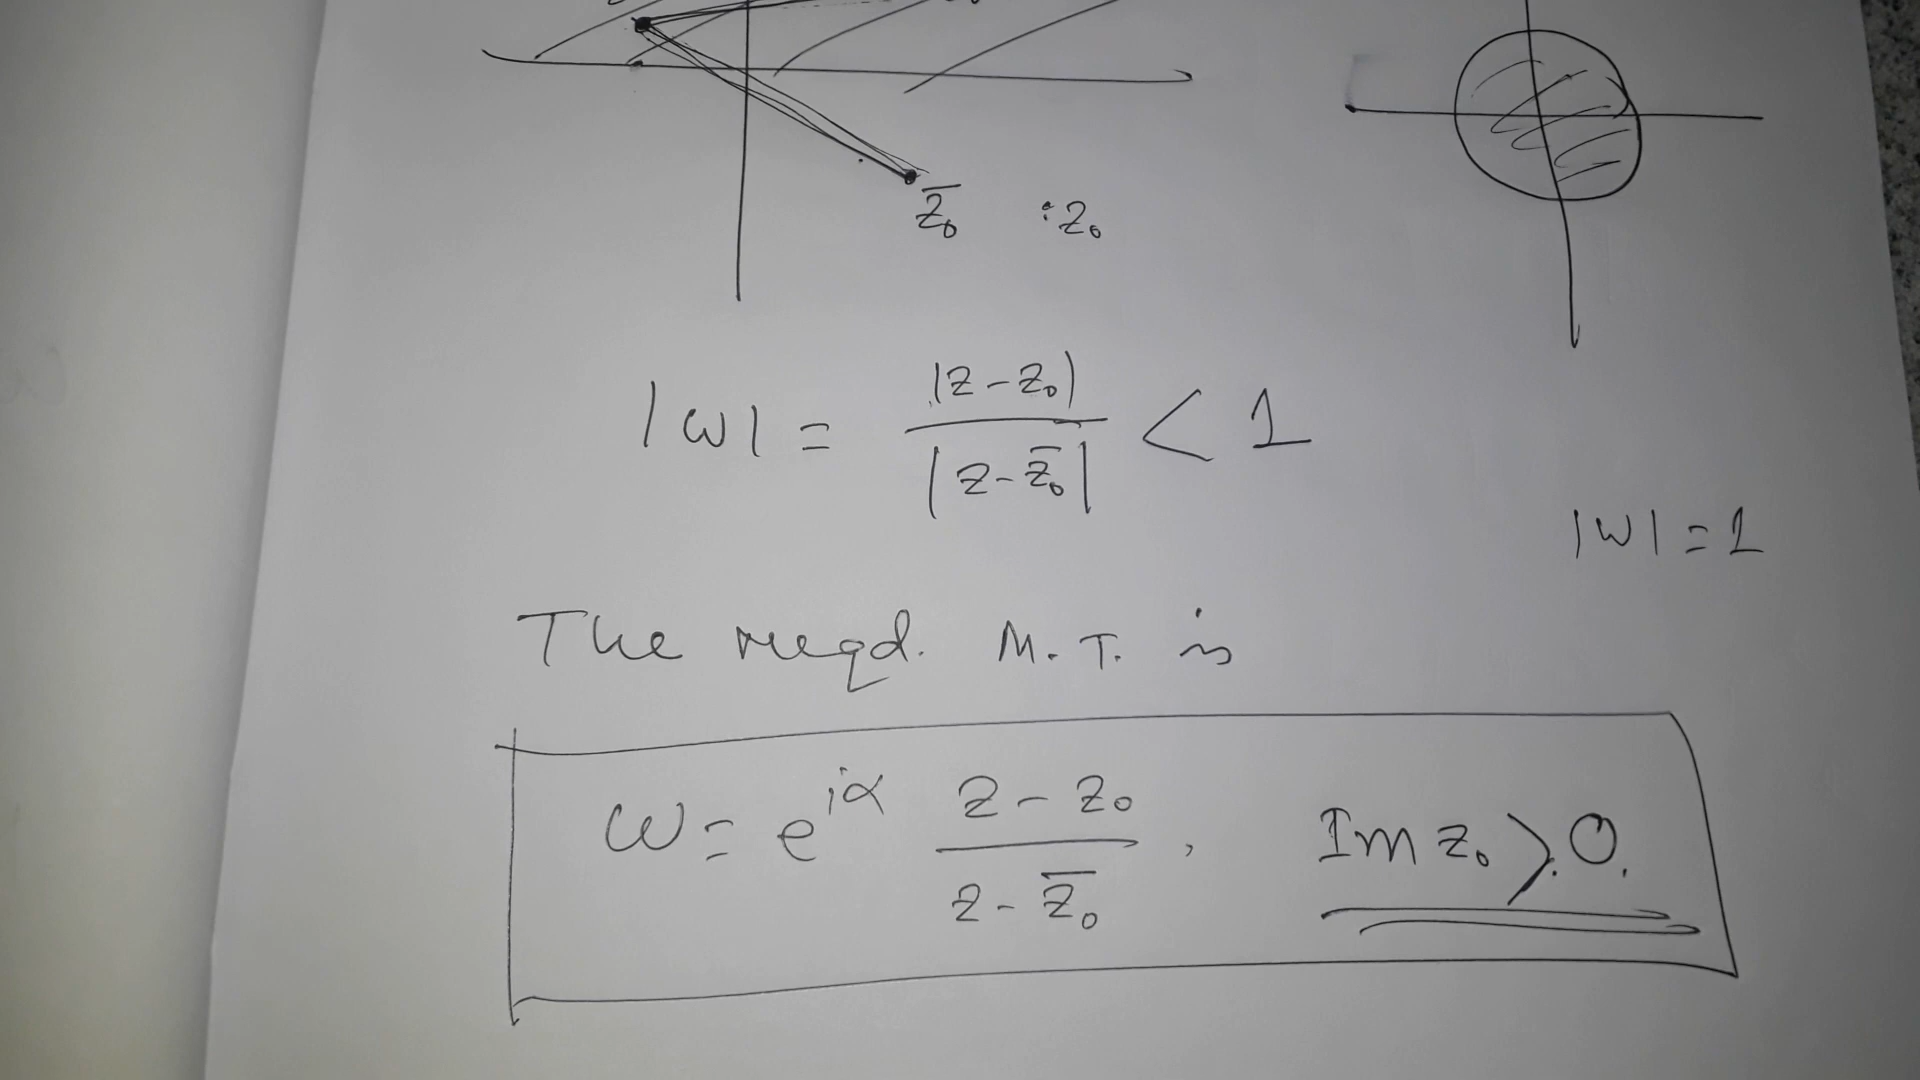 z̄₀ : z₀
|w| = |z-z₀| / |z-z̄₀| < 1
|w| = 1
The reqd. M. T. is
w = e^{iα} (z - z₀) / (z - z̄₀) , Im z₀ > 0.